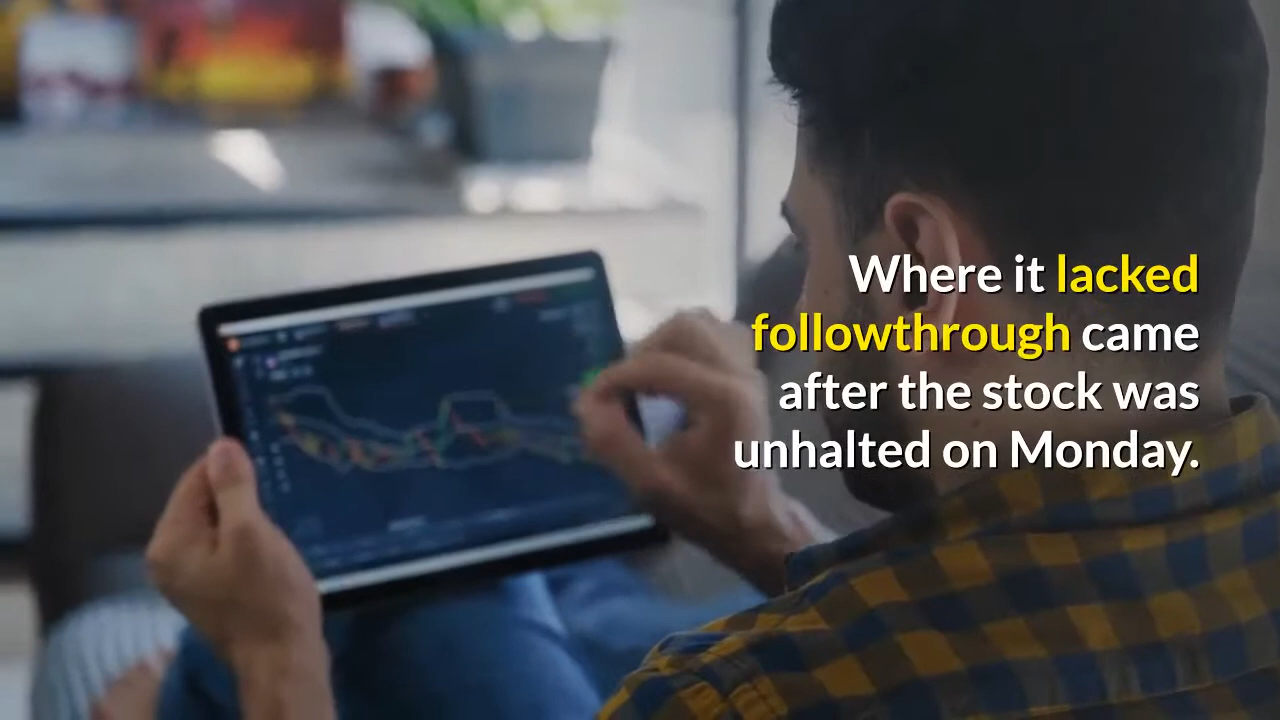 Where it lacked
followthrough came
after the stock was
unhalted on Monday.